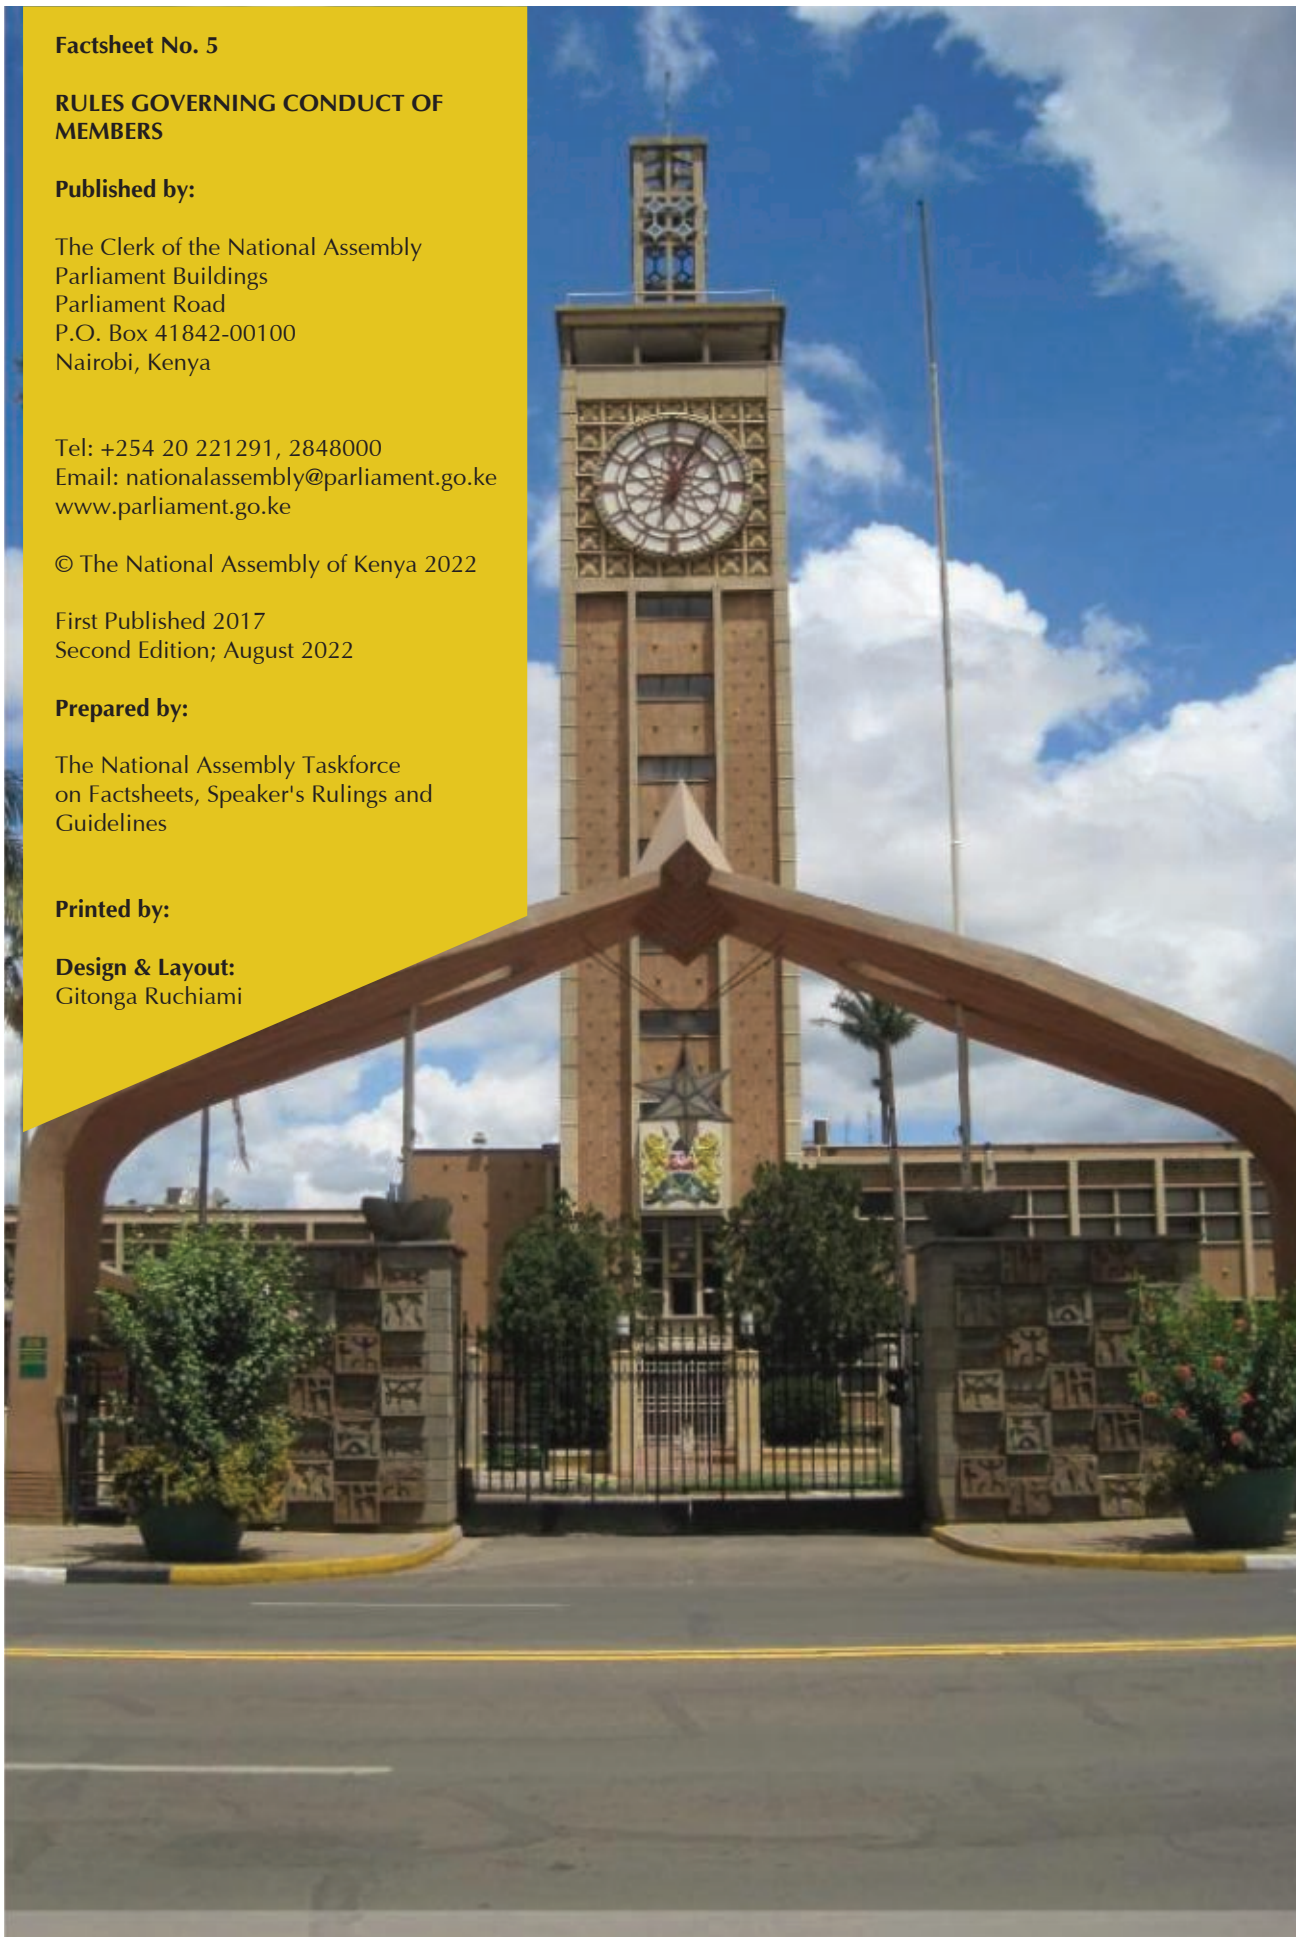 Factsheet No. 5
RULES GOVERNING CONDUCT OF
MEMBERS
Published by:
The Clerk of the National Assembly
Parliament Buildings
Parliament Road
P.O. Box 41842-00100
Nairobi, Kenya
Tel: +254 20 221291, 2848000
Email: nationalassembly@parliament.go.ke
www.parliament.go.ke
© The National Assembly of Kenya 2022
First Published 2017
Second Edition; August 2022
Prepared by:
The National Assembly Taskforce
on Factsheets, Speaker's Rulings and
Guidelines
Printed by:
Design & Layout:
Gitonga Ruchiami